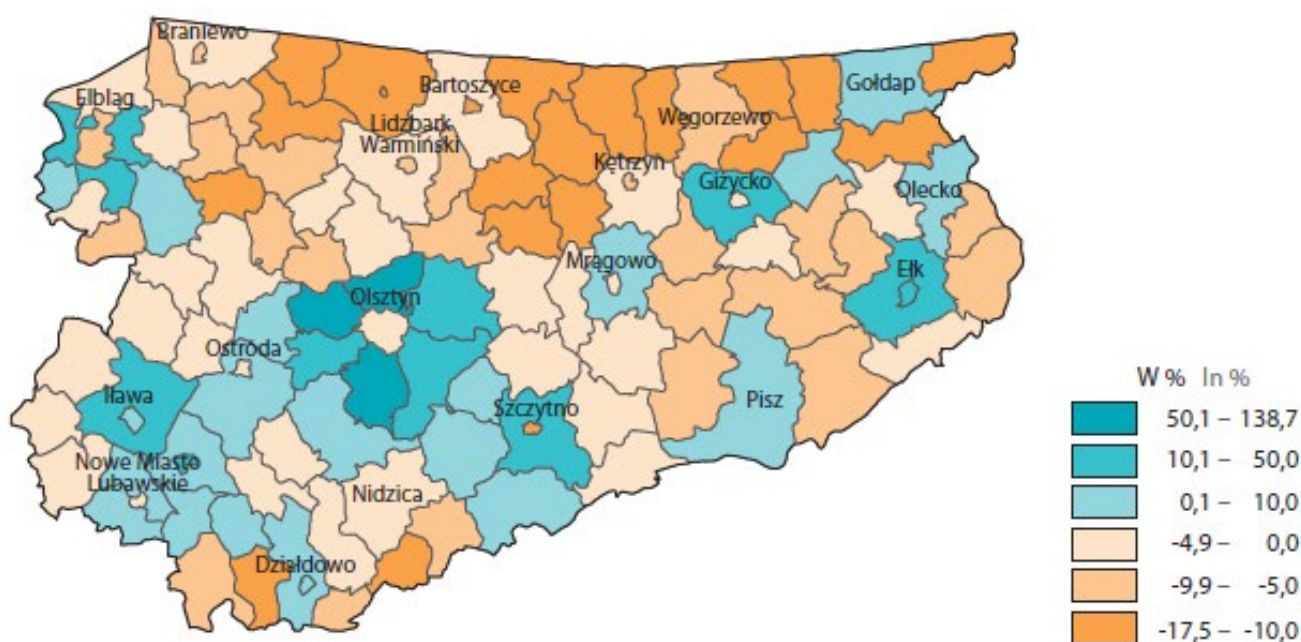 Braniewo
Gołdap
Bartoszyce
Elbląg
Węgorzewo
Lidzbark
Warmiński
Kętrzyn
Giżycko
Olecko
Mrągowo
Ełk
Olsztyn
Ostróda
Iława
Pisz
Szczytno
Nowe Miasto
Lubawskie
Nidzica
Działdowo
W % In %
50,1 – 138,7
10,1 – 50,0
0,1 – 10,0
-4,9 – 0,0
-9,9 – -5,0
-17,5 – -10,0